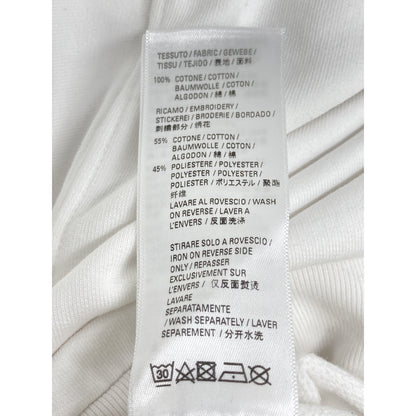 TESSUTO / FABRIC / GEWEBE /
TISSU / TEJIDO / 表地 / 面料
100% COTONE / COTTON /
BAUMWOLLE / COTON /
ALGODON / 綿 / 棉
RICAMO / EMBROIDERY /
STICKEREI / BRODERIE / BORDADO /
刺繍部分 / 绣花
55% COTONE / COTTON /
BAUMWOLLE / COTON /
ALGODON / 綿 / 棉
45% POLIESTERE / POLYESTER /
POLYESTER / POLYESTER /
POLIESTER / ポリエステル / 聚酯
纤维
LAVARE AL ROVESCIO / WASH
ON REVERSE / LAVER A
L'ENVERS / 反面洗涤
STIRARE SOLO A ROVESCIO /
IRON ON REVERSE SIDE
ONLY / REPASSER
EXCLUSIVEMENT SUR
L'ENVERS / 仅反面熨烫
LAVARE
SEPARATAMENTE
/ WASH SEPARATELY / LAVER
SEPAREMENT / 分开水洗
30